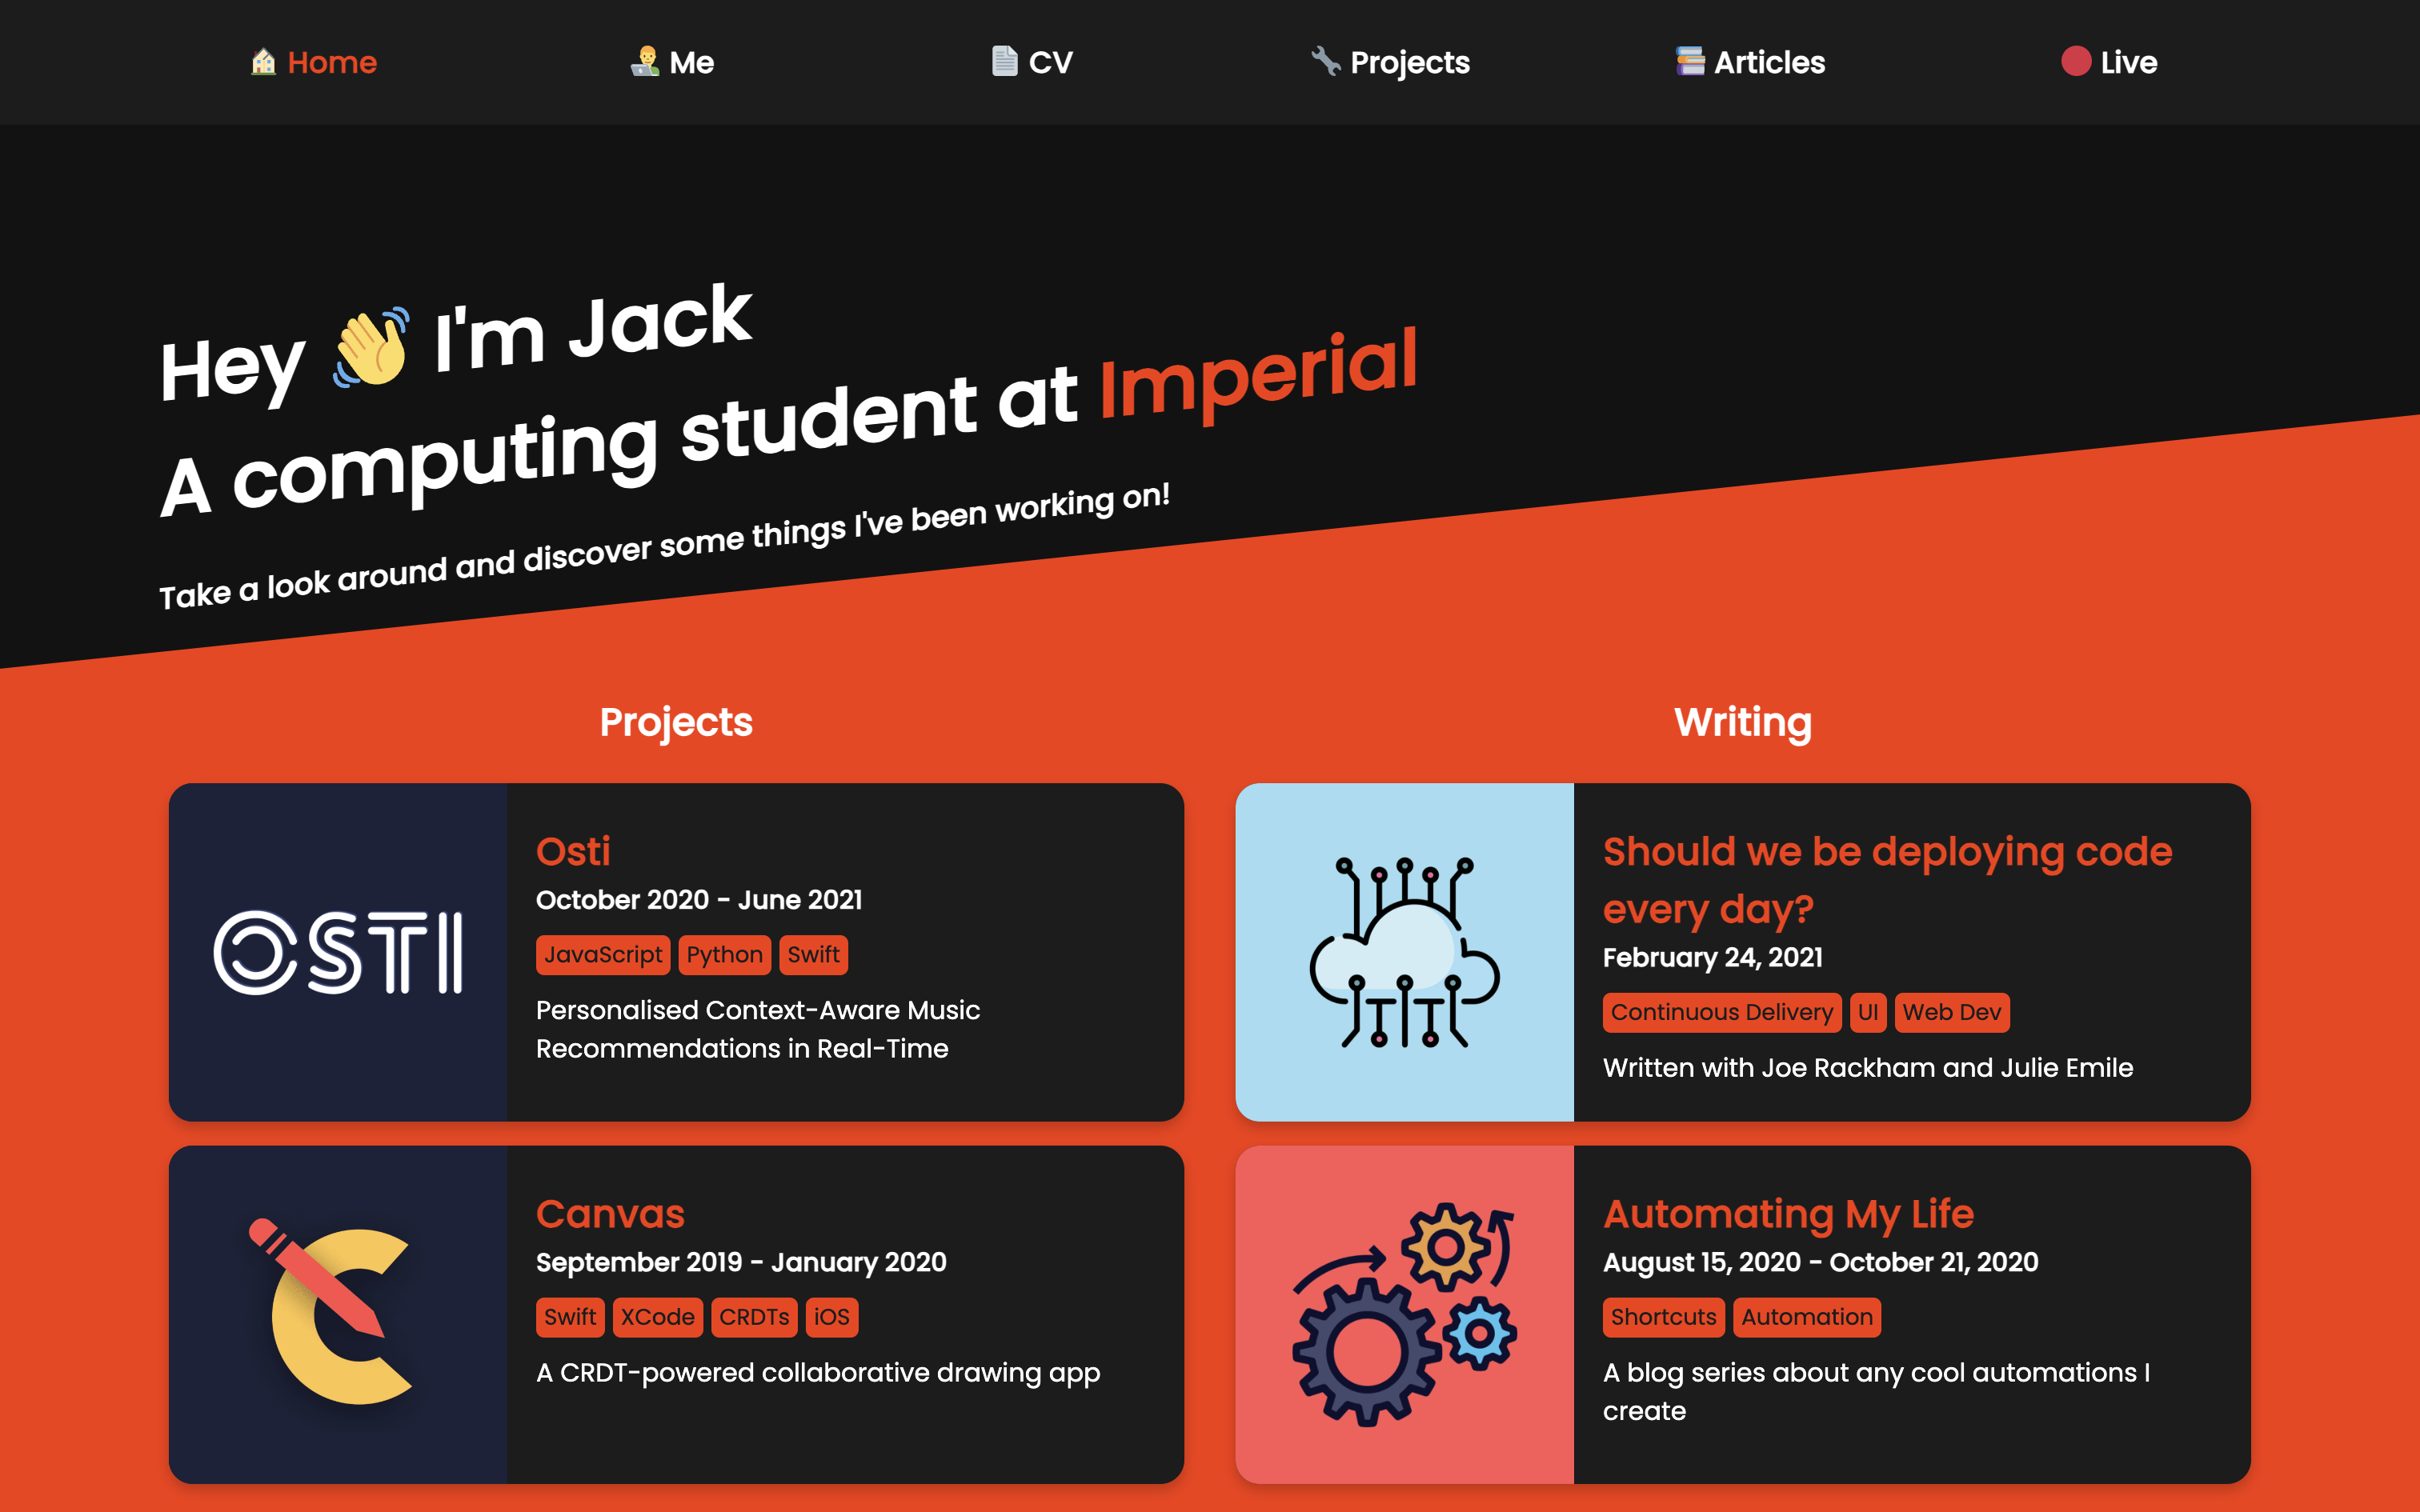 Home
Me
CV
Projects
Articles
Live
Hey 👋 I'm Jack
A computing student at Imperial
Take a look around and discover some things I've been working on!
Projects
OSTI
Osti
October 2020 - June 2021
JavaScript Python Swift
Personalised Context-Aware Music
Recommendations in Real-Time
Canvas
September 2019 - January 2020
Swift XCode CRDTs iOS
A CRDT-powered collaborative drawing app
Writing
Should we be deploying code
every day?
February 24, 2021
Continuous Delivery UI Web Dev
Written with Joe Rackham and Julie Emile
Automating My Life
August 15, 2020 - October 21, 2020
Shortcuts Automation
A blog series about any cool automations I
create